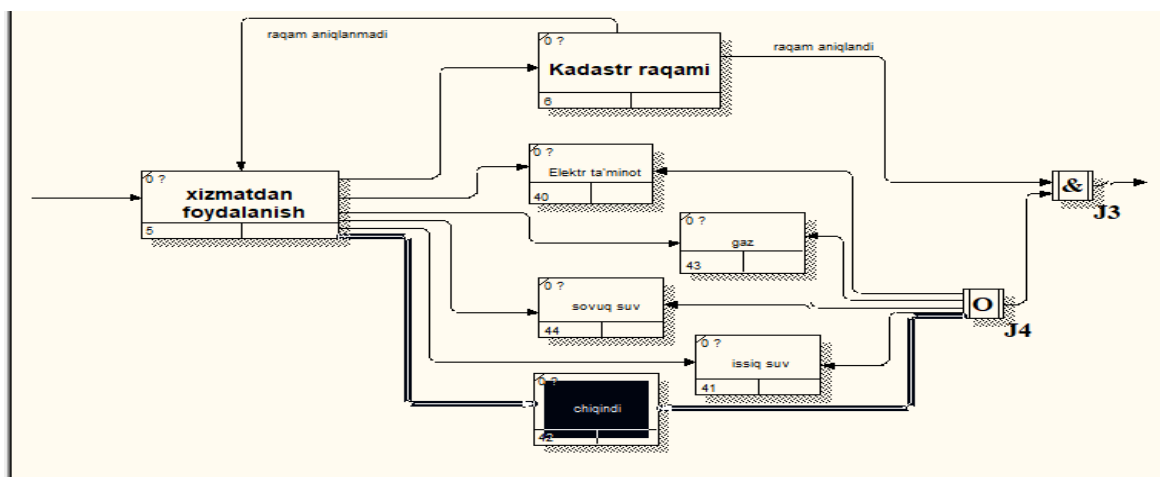 raqam aniqlanmadi
0 ?
Kadastr raqami
6
raqam aniqlandi
0 ?
Elektr ta'minot
40
0 ?
xizmatdan
foydalanish
5
&
J3
0 ?
gaz
43
0 ?
sovuq suv
44
O
J4
0 ?
issiq suv
41
0 ?
chiqindi
42